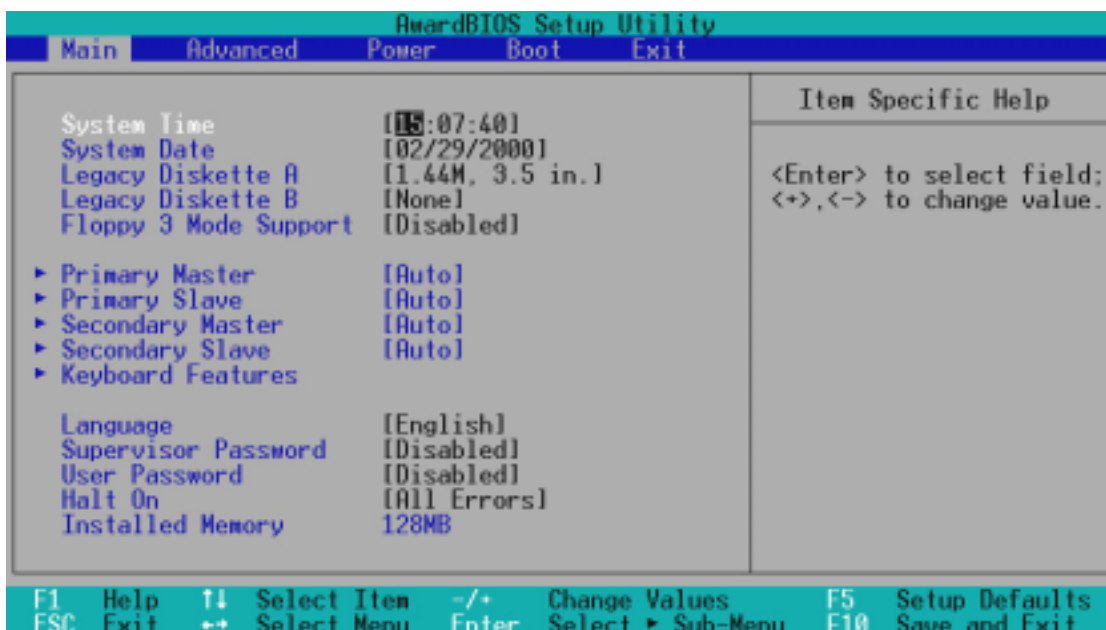 AwardBIOS Setup Utility
Main Advanced Power Boot Exit
System Time [15:07:40]
System Date [02/29/2000]
Legacy Diskette A [1.44M, 3.5 in.]
Legacy Diskette B [None]
Floppy 3 Mode Support [Disabled]
▶ Primary Master [Auto]
▶ Primary Slave [Auto]
▶ Secondary Master [Auto]
▶ Secondary Slave [Auto]
▶ Keyboard Features
Language [English]
Supervisor Password [Disabled]
User Password [Disabled]
Halt On [All Errors]
Installed Memory 128MB
Item Specific Help
<Enter> to select field;
<+>,<-> to change value.
F1 Help ↑↓ Select Item -/+ Change Values F5 Setup Defaults
ESC Exit ←→ Select Menu Enter Select ▶ Sub-Menu F10 Save and Exit